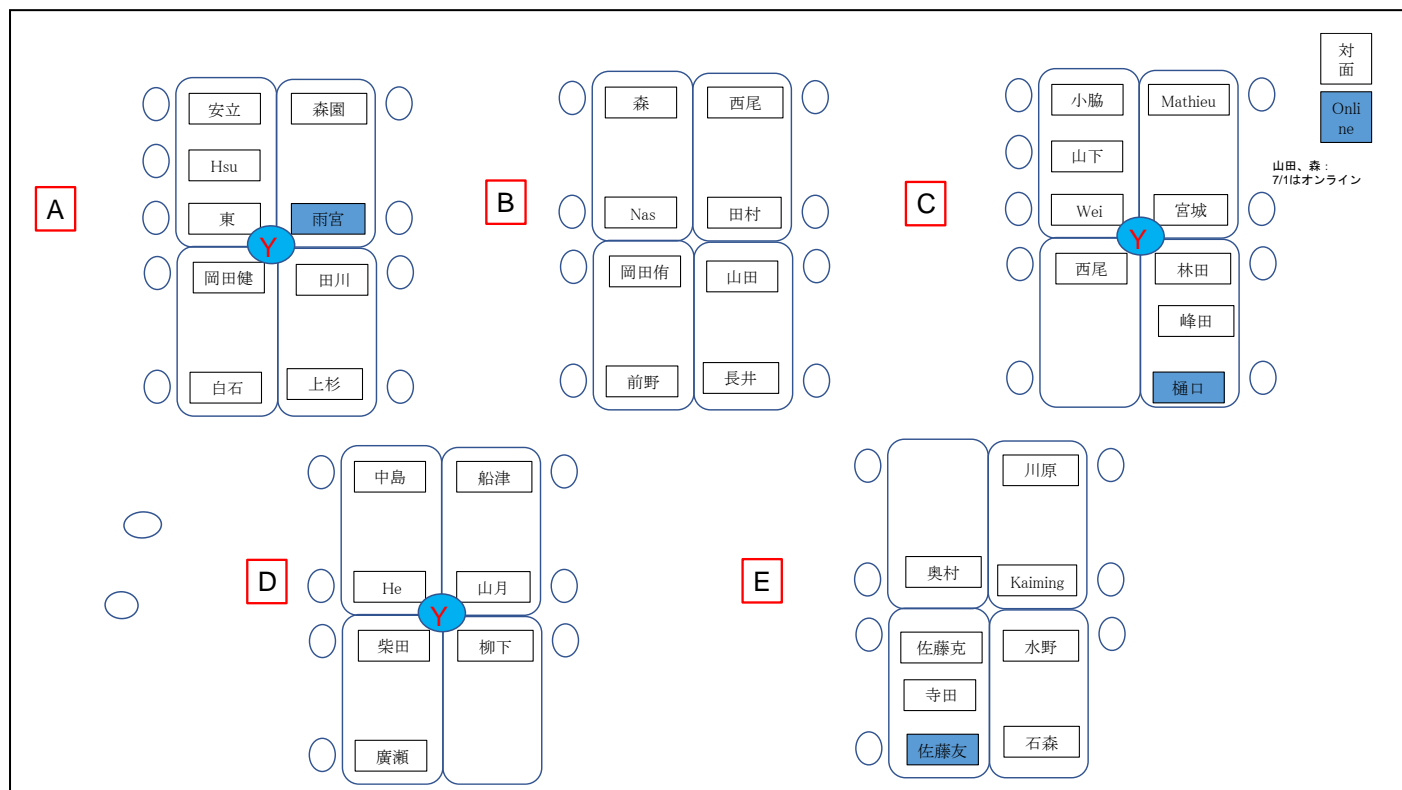 対
面
Onli
ne
山田、森：
7/1はオンライン
A
安立
森園
Hsu
東
雨宮
Y
岡田健
田川
白石
上杉
B
森
西尾
Nas
田村
岡田侑
山田
前野
長井
C
小脇
Mathieu
山下
Wei
宮城
Y
西尾
林田
峰田
樋口
D
中島
船津
He
山月
Y
柴田
柳下
廣瀬
E
川原
奥村
Kaiming
佐藤克
水野
寺田
佐藤友
石森